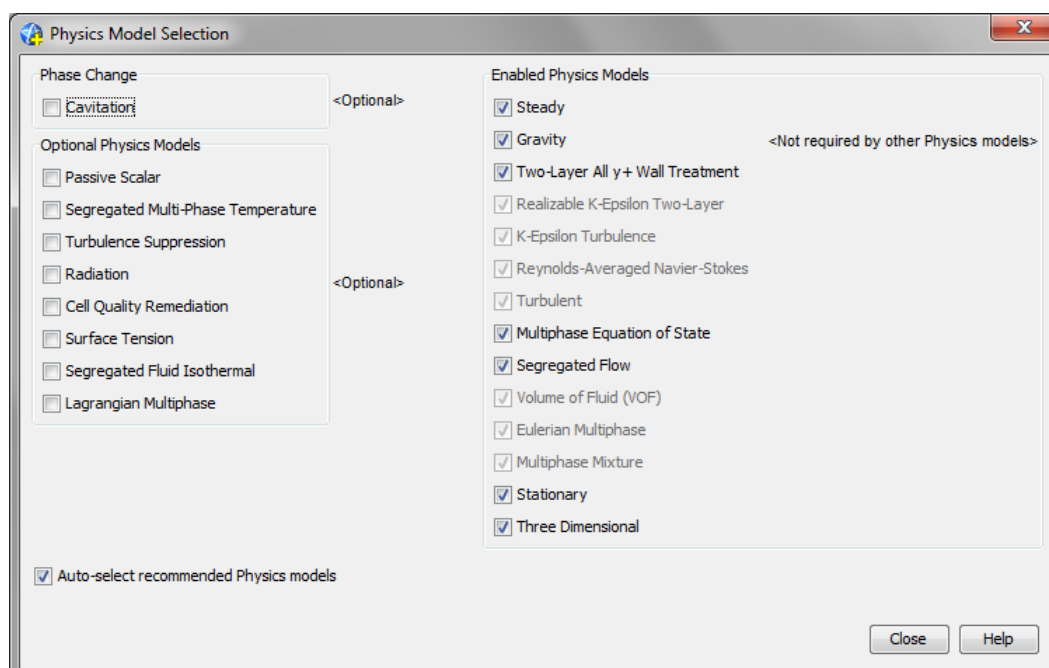 Physics Model Selection
Phase Change
Cavitation
<Optional>
Optional Physics Models
Passive Scalar
Segregated Multi-Phase Temperature
Turbulence Suppression
Radiation
Cell Quality Remediation
Surface Tension
Segregated Fluid Isothermal
Lagrangian Multiphase
<Optional>
Enabled Physics Models
Steady
Gravity <Not required by other Physics models>
Two-Layer All y+ Wall Treatment
Realizable K-Epsilon Two-Layer
K-Epsilon Turbulence
Reynolds-Averaged Navier-Stokes
Turbulent
Multiphase Equation of State
Segregated Flow
Volume of Fluid (VOF)
Eulerian Multiphase
Multiphase Mixture
Stationary
Three Dimensional
Auto-select recommended Physics models
Close Help